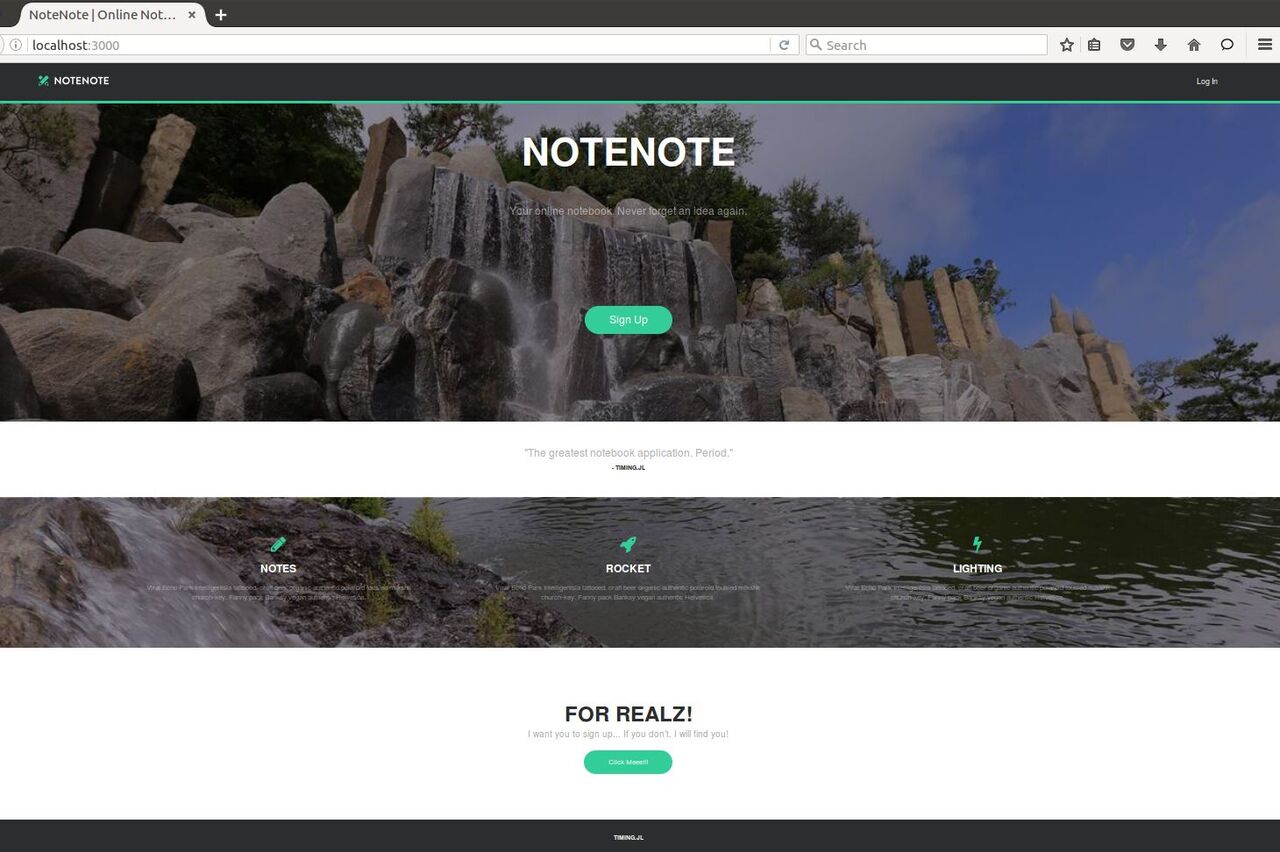 NoteNote | Online Not...
localhost:3000
Search
NOTENOTE
Log In
NOTENOTE
Your online notebook. Never forget an idea again.
Sign Up
"The greatest notebook application. Period."
- TIMING.JL
NOTES
ROCKET
LIGHTING
Viral Echo Park Intelligentsia tattooed, craft beer organic authentic polaroid tousled
church-key. Fanny pack Banksy vegan authentic Helvetica
Viral Echo Park Intelligentsia tattooed, craft beer organic authentic polaroid tousled
church-key. Fanny pack Banksy vegan authentic Helvetica
Viral Echo Park Intelligentsia tattooed, craft beer organic authentic polaroid tousled
church-key. Fanny pack Banksy vegan authentic Helvetica
FOR REALZ!
I want you to sign up... If you don't. I will find you!
Click Meee!!!
TIMING.JL